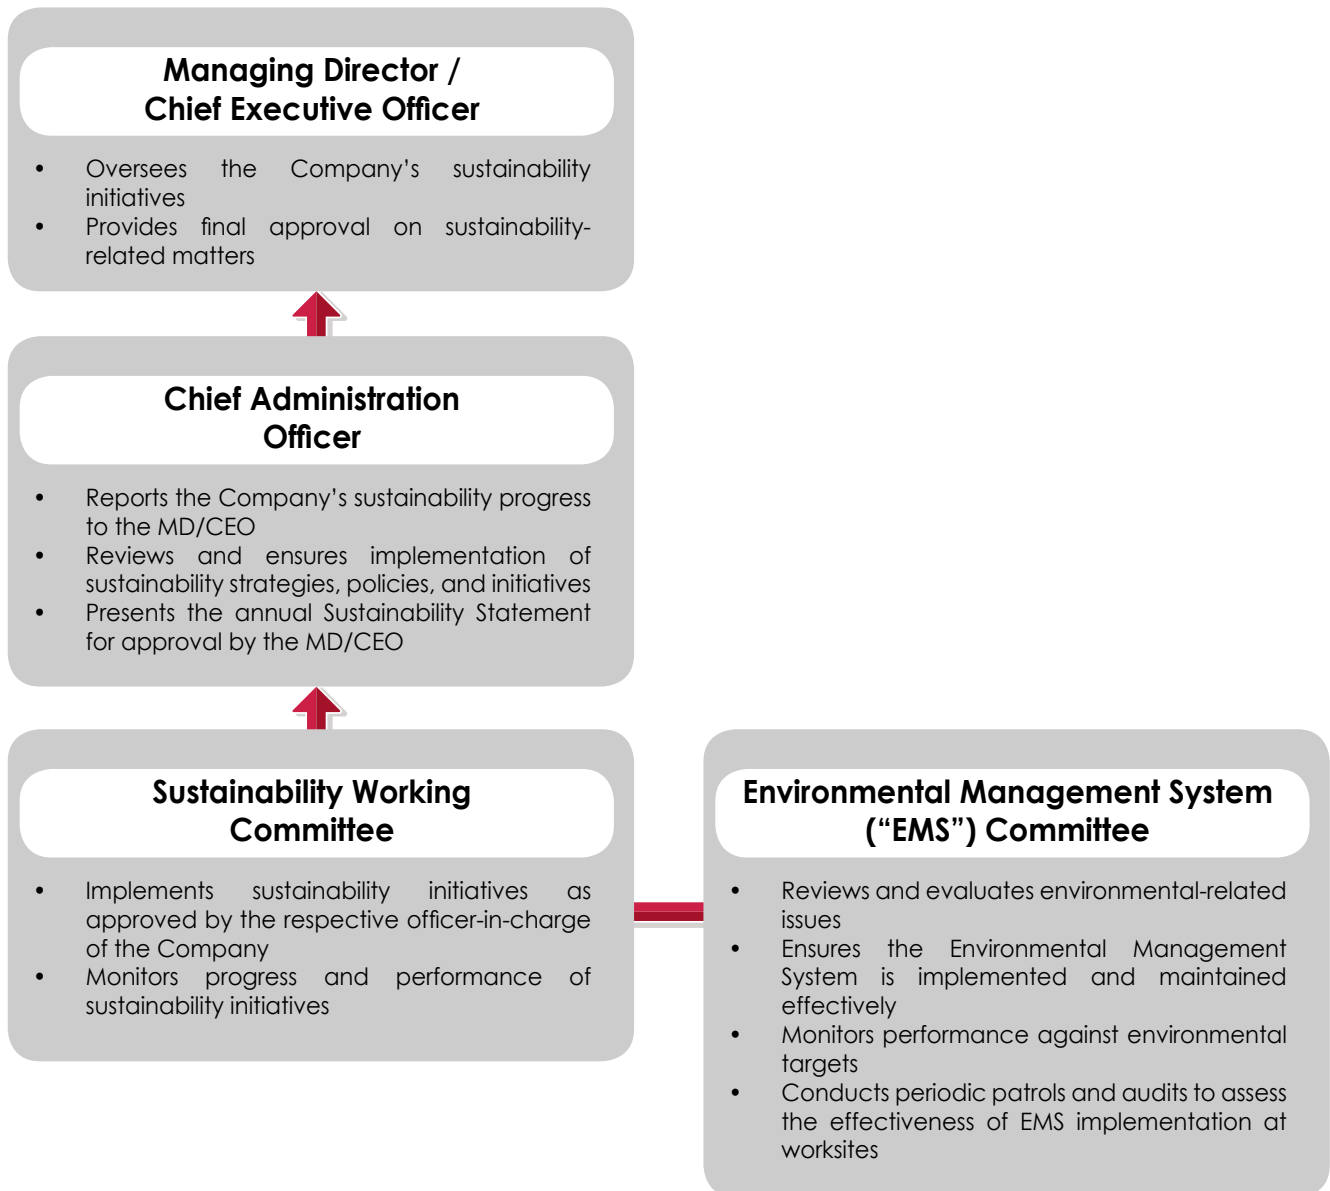 Managing Director /
Chief Executive Officer
• Oversees the Company’s sustainability
initiatives
• Provides final approval on sustainability-
related matters
Chief Administration
Officer
• Reports the Company’s sustainability progress
to the MD/CEO
• Reviews and ensures implementation of
sustainability strategies, policies, and initiatives
• Presents the annual Sustainability Statement
for approval by the MD/CEO
Sustainability Working
Committee
• Implements sustainability initiatives as
approved by the respective officer-in-charge
of the Company
• Monitors progress and performance of
sustainability initiatives
Environmental Management System
(“EMS”) Committee
• Reviews and evaluates environmental-related
issues
• Ensures the Environmental Management
System is implemented and maintained
effectively
• Monitors performance against environmental
targets
• Conducts periodic patrols and audits to assess
the effectiveness of EMS implementation at
worksites